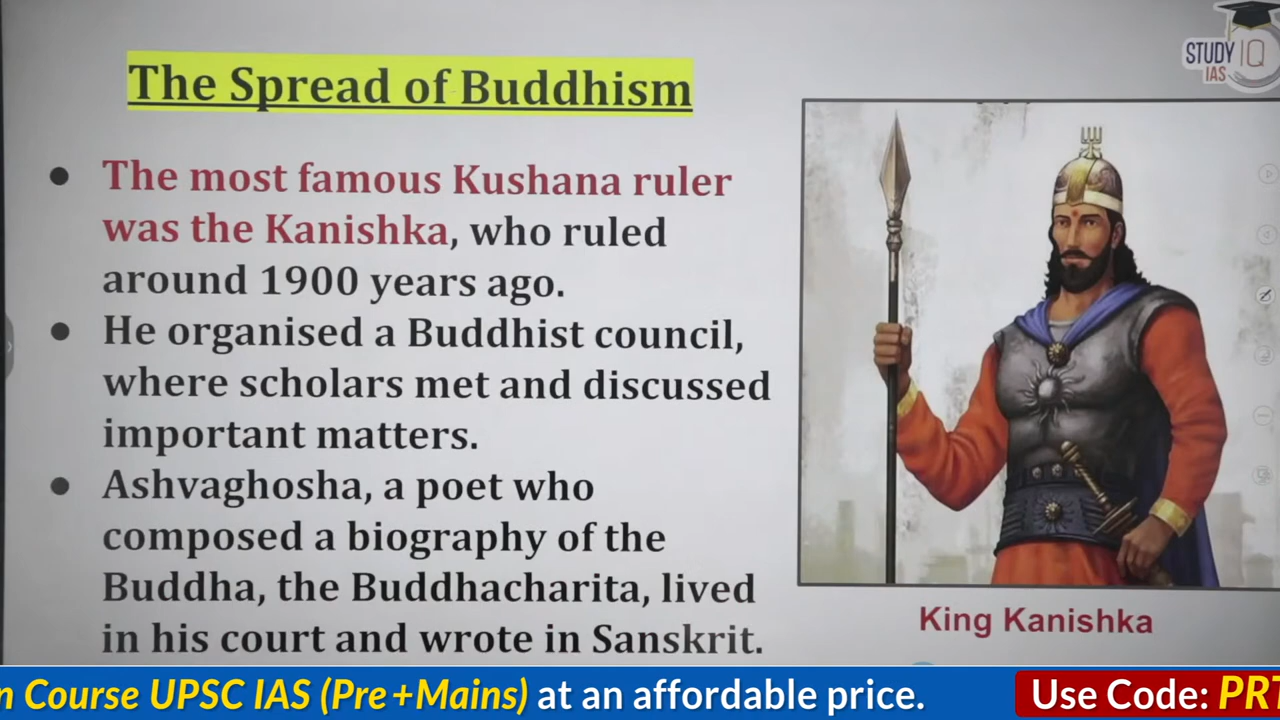 The Spread of Buddhism
● The most famous Kushana ruler
was the Kanishka, who ruled
around 1900 years ago.
● He organised a Buddhist council,
where scholars met and discussed
important matters.
● Ashvaghosha, a poet who
composed a biography of the
Buddha, the Buddhacharita, lived
in his court and wrote in Sanskrit.
STUDY IQ
IAS
King Kanishka
n Course UPSC IAS (Pre+Mains) at an affordable price.
Use Code: PRT